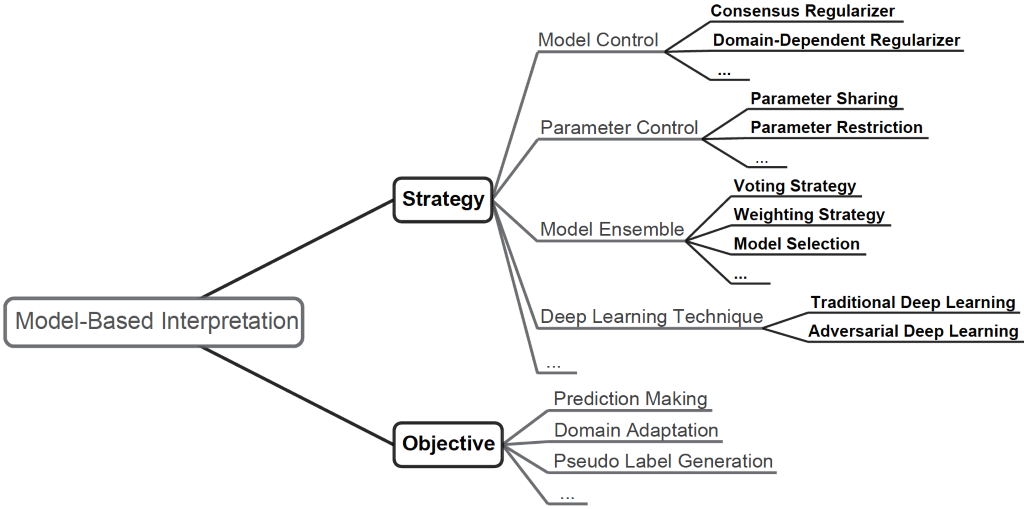 Model-Based Interpretation
Strategy
Model Control
Consensus Regularizer
Domain-Dependent Regularizer
...
Parameter Control
Parameter Sharing
Parameter Restriction
...
Model Ensemble
Voting Strategy
Weighting Strategy
Model Selection
...
Deep Learning Technique
Traditional Deep Learning
Adversarial Deep Learning
...
Objective
Prediction Making
Domain Adaptation
Pseudo Label Generation
...